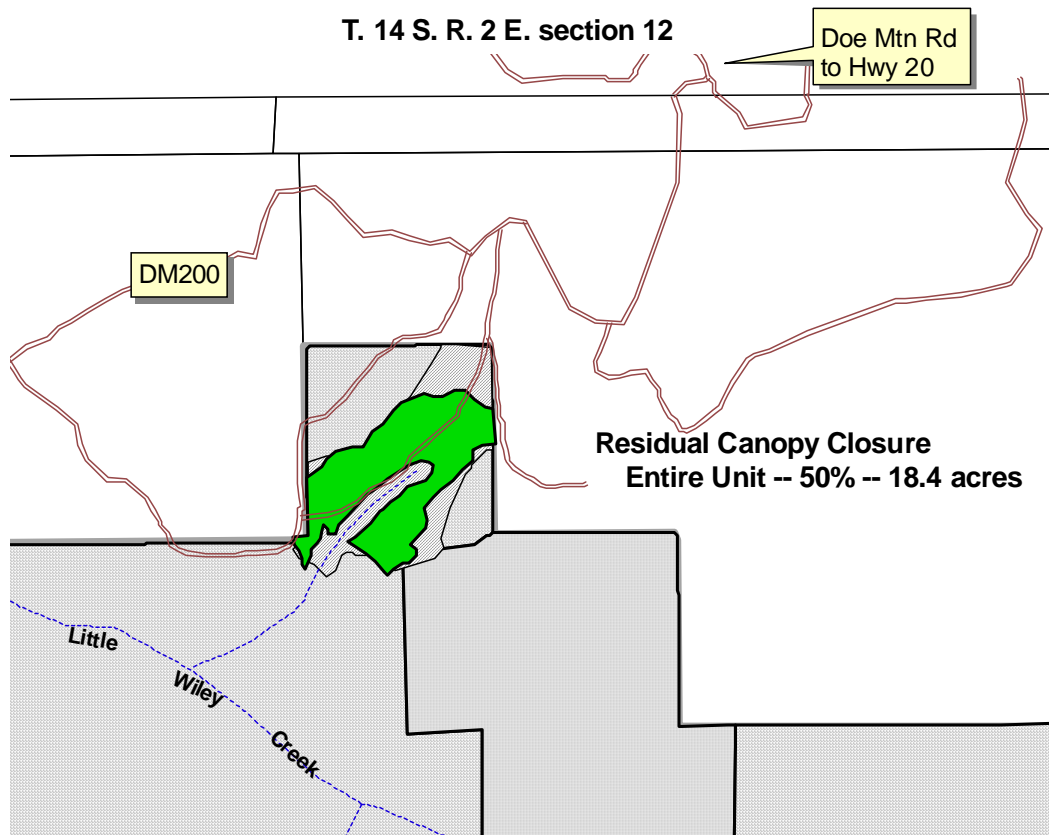 T. 14 S. R. 2 E. section 12
Doe Mtn Rd
to Hwy 20
DM200
Residual Canopy Closure
Entire Unit -- 50% -- 18.4 acres
Little
Wiley
Creek